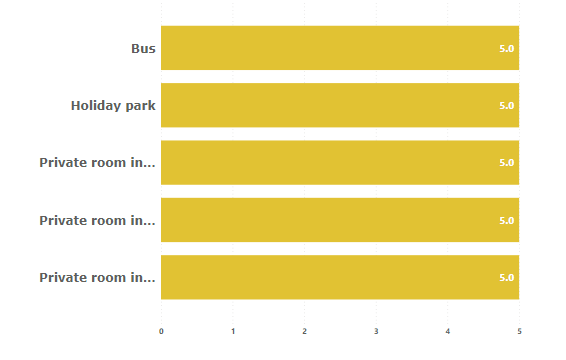 Bus 5.0
Holiday park 5.0
Private room in... 5.0
Private room in... 5.0
Private room in... 5.0
0 1 2 3 4 5